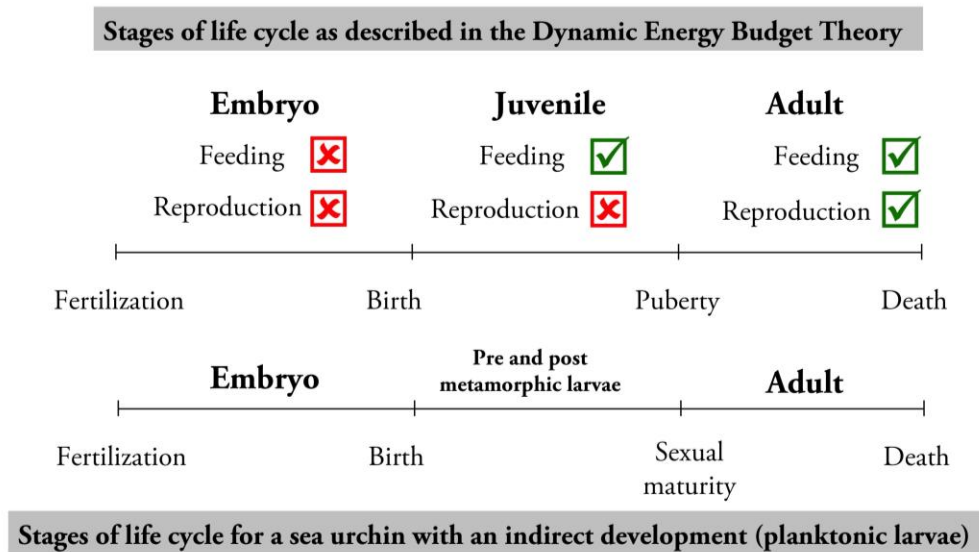 Stages of life cycle as described in the Dynamic Energy Budget Theory
Embryo Juvenile Adult
Feeding Feeding Feeding
Reproduction Reproduction Reproduction
Fertilization Birth Puberty Death
Pre and post
metamorphic larvae
Embryo Adult
Fertilization Birth Sexual Death
maturity
Stages of life cycle for a sea urchin with an indirect development (planktonic larvae)